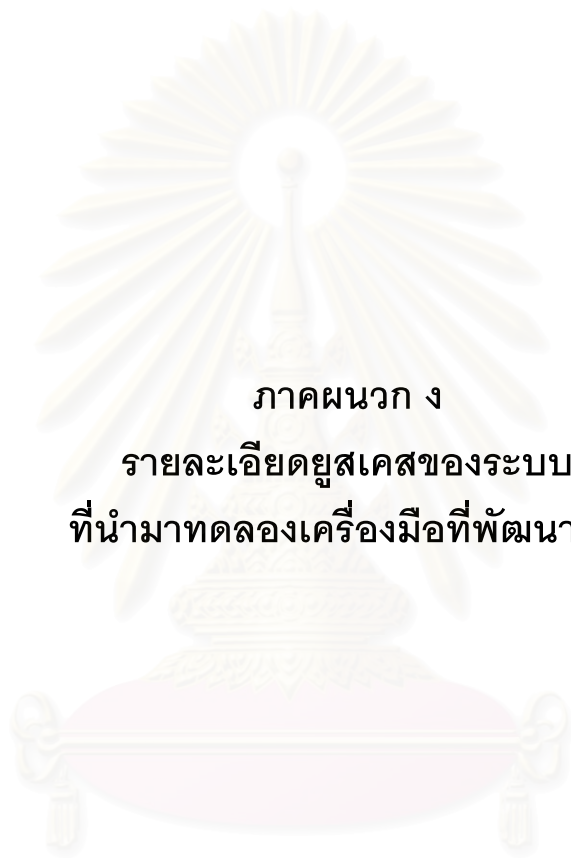 ภาคผนวก ง
รายละเอียดยูสเคสของระบบ
ที่นำมาทดลองเครื่องมือที่พัฒนา